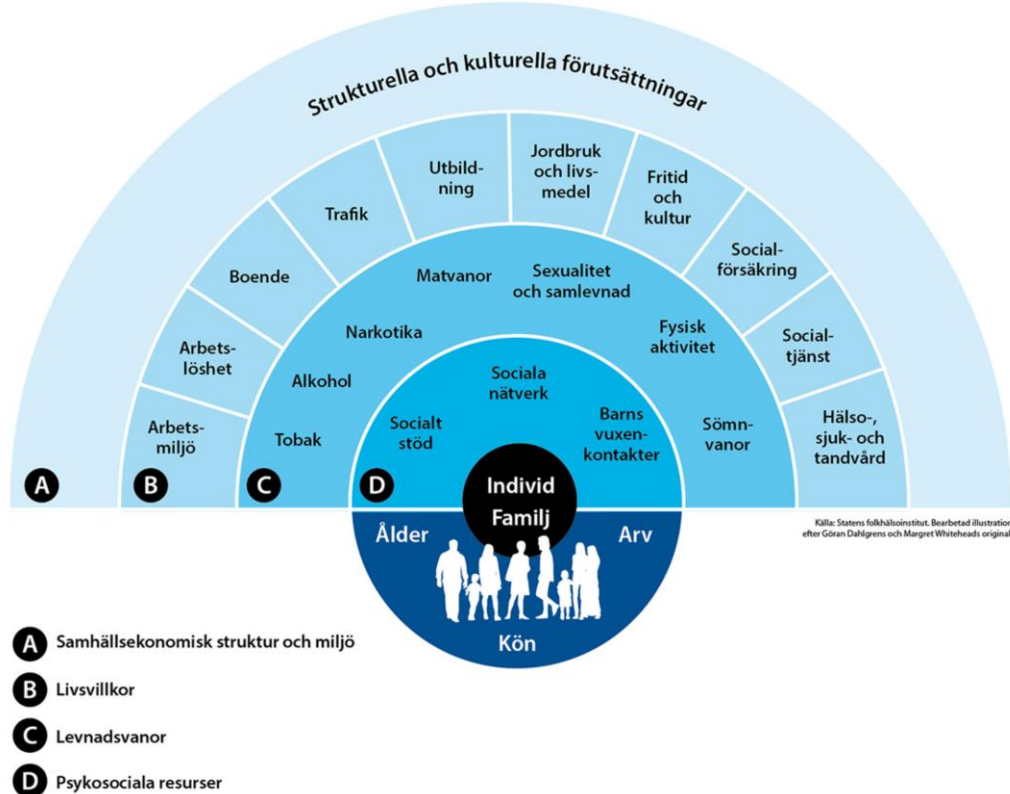 Strukturella och kulturella förutsättningar
Arbets-
miljö
Arbets-
löshet
Boende
Trafik
Utbild-
ning
Jordbruk
och livs-
medel
Fritid
och
kultur
Social-
försäkring
Social-
tjänst
Hälso-,
sjuk- och
tandvård
Tobak
Alkohol
Narkotika
Matvanor
Sexualitet
och samlevnad
Fysisk
aktivitet
Sömn-
vanor
Socialt
stöd
Sociala
nätverk
Barns
vuxen-
kontakter
A
B
C
D
Individ
Familj
Ålder
Arv
Kön
Källa: Statens folkhälsoinstitut. Bearbetad illustration
efter Göran Dahlgrens och Margret Whiteheads original
A Samhällsekonomisk struktur och miljö
B Livsvillkor
C Levnadsvanor
D Psykosociala resurser